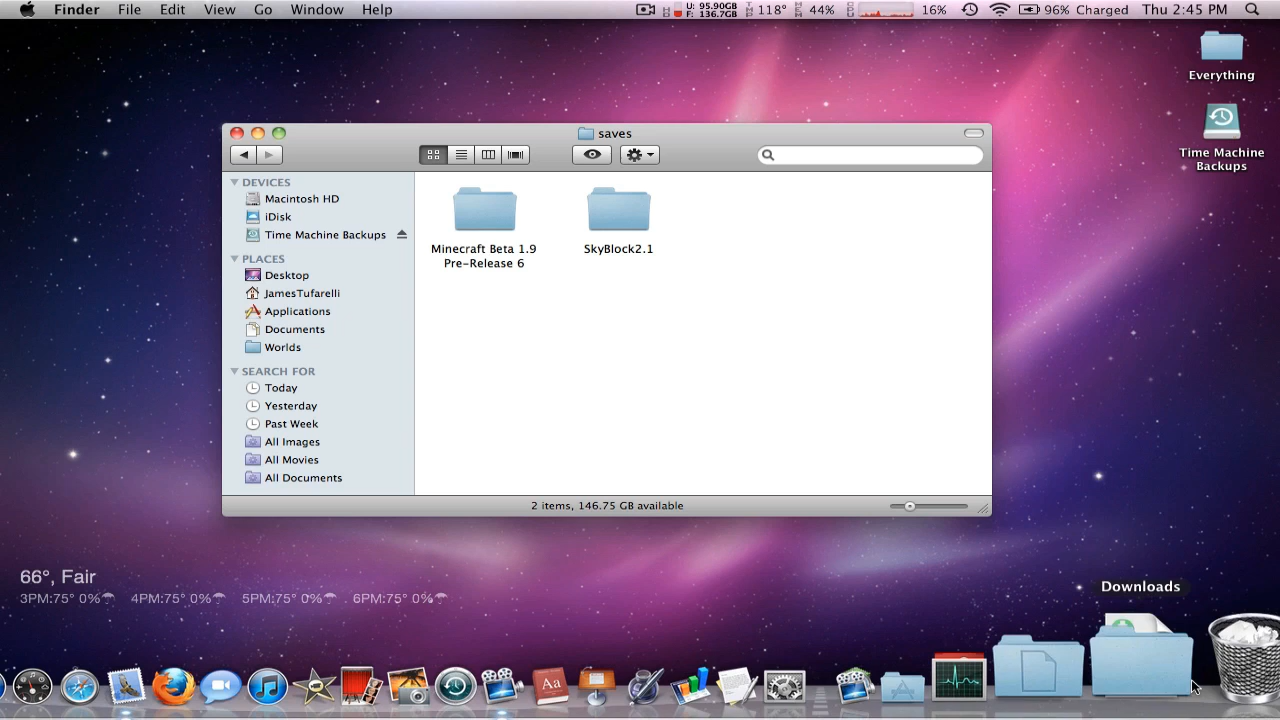 Finder File Edit View Go Window Help
U: 95.90GB
F: 136.7GB
118° 44% 16% 96% Charged Thu 2:45 PM
Everything
Time Machine
Backups
saves
DEVICES
Macintosh HD
iDisk
Time Machine Backups
PLACES
Desktop
JamesTufarelli
Applications
Documents
Worlds
SEARCH FOR
Today
Yesterday
Past Week
All Images
All Movies
All Documents
Minecraft Beta 1.9
Pre-Release 6
SkyBlock2.1
2 items, 146.75 GB available
66°, Fair
3PM:75° 0% 4PM:75° 0% 5PM:75° 0% 6PM:75° 0%
Downloads
Aa